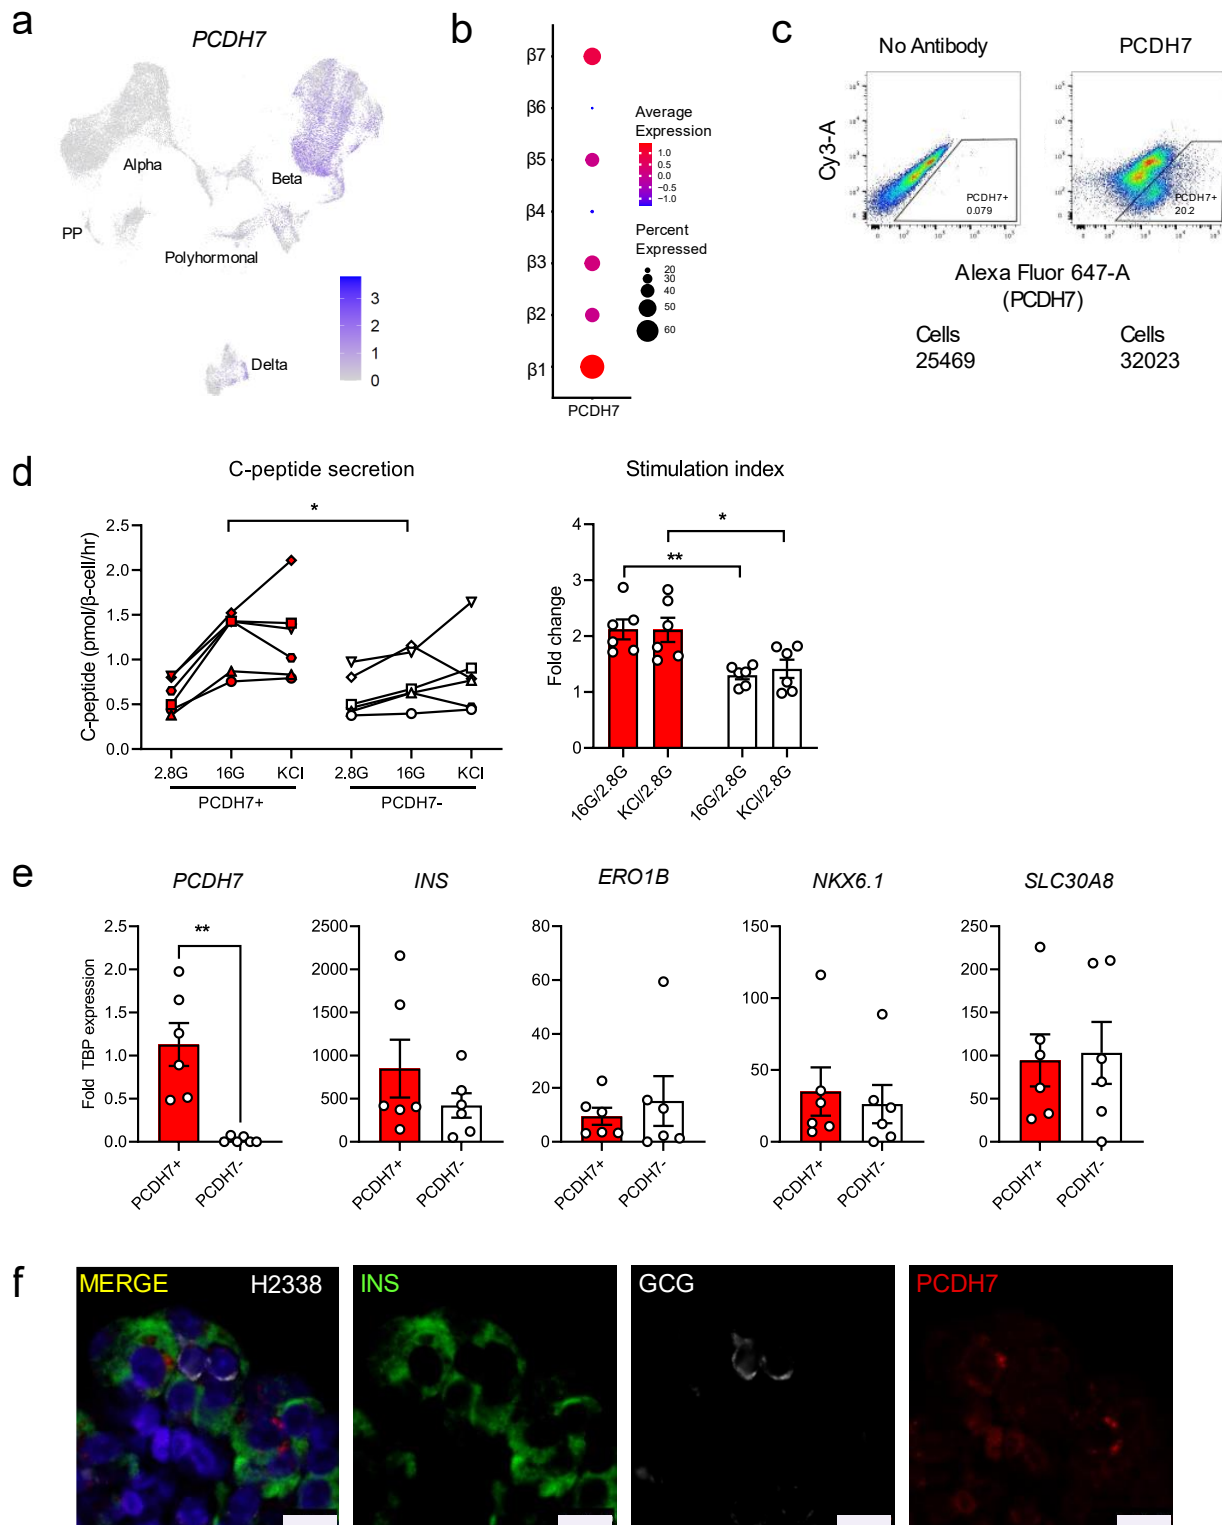 a
PCDH7
Alpha
Beta
PP
Polyhormonal
Delta
3
2
1
0
b
β7
β6
β5
β4
β3
β2
β1
PCDH7
Average
Expression
1.0
0.5
0.0
−0.5
−1.0
Percent
Expressed
20
30
40
50
60
c
No Antibody
PCDH7
Cy3-A
PCDH7+
0.079
PCDH7+
20.2
Alexa Fluor 647-A
(PCDH7)
Cells
25469
Cells
32023
d
C-peptide secretion
C-peptide (pmol/β-cell/hr)
2.5
2.0
1.5
1.0
0.5
0.0
*
2.8G
16G
KCl
2.8G
16G
KCl
PCDH7+
PCDH7-
Stimulation index
Fold change
4
3
2
1
0
**
*
16G/2.8G
KCl/2.8G
16G/2.8G
KCl/2.8G
e
PCDH7
Fold TBP expression
2.5
2.0
1.5
1.0
0.5
0.0
**
PCDH7+
PCDH7-
INS
2500
2000
1500
1000
500
0
PCDH7+
PCDH7-
ERO1B
80
60
40
20
0
PCDH7+
PCDH7-
NKX6.1
150
100
50
0
PCDH7+
PCDH7-
SLC30A8
250
200
150
100
50
0
PCDH7+
PCDH7-
f
MERGE
H2338
INS
GCG
PCDH7